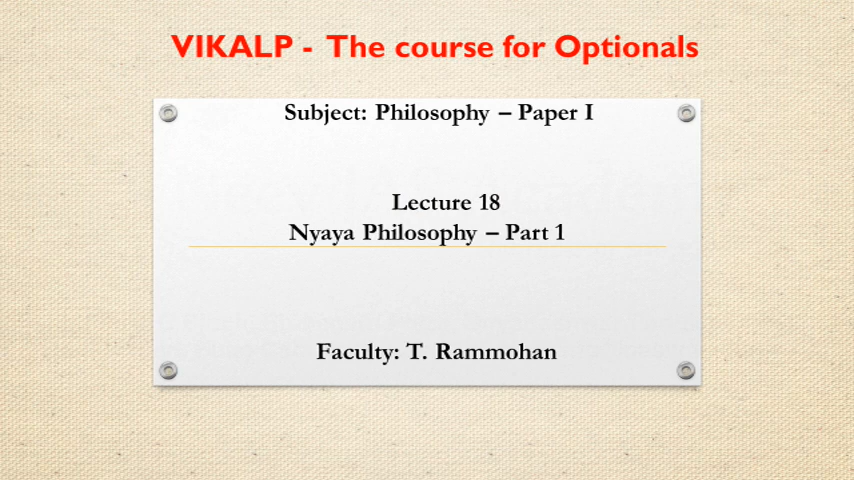 VIKALP - The course for Optionals
Subject: Philosophy – Paper I
Lecture 18
Nyaya Philosophy – Part 1
Faculty: T. Rammohan